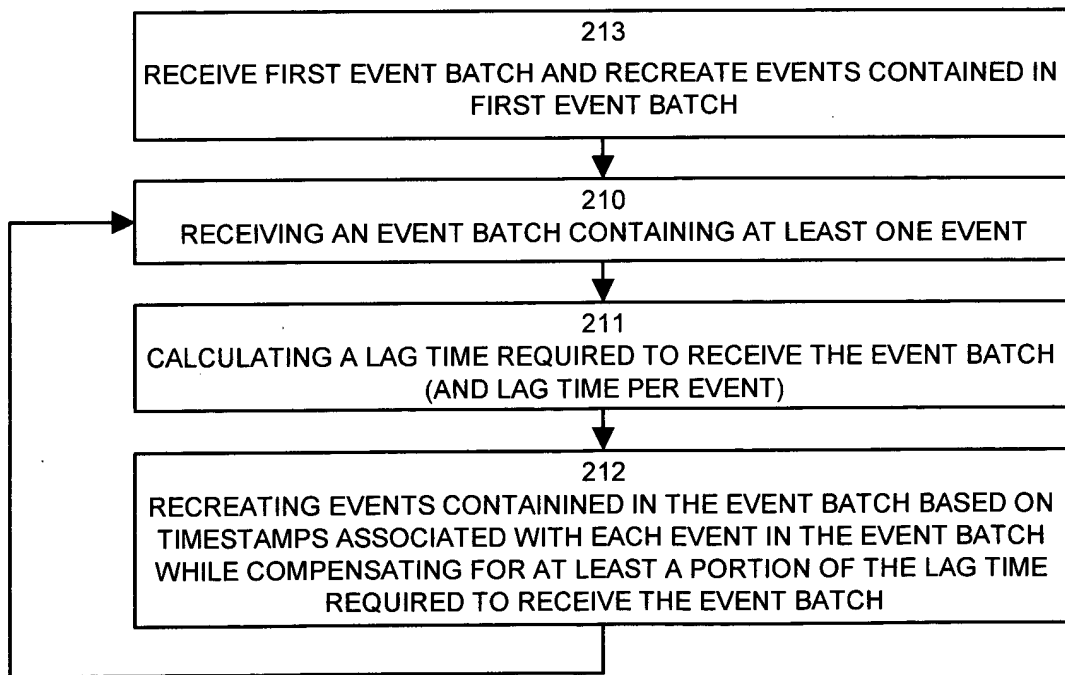 213
RECEIVE FIRST EVENT BATCH AND RECREATE EVENTS CONTAINED IN
FIRST EVENT BATCH
210
RECEIVING AN EVENT BATCH CONTAINING AT LEAST ONE EVENT
211
CALCULATING A LAG TIME REQUIRED TO RECEIVE THE EVENT BATCH
(AND LAG TIME PER EVENT)
212
RECREATING EVENTS CONTAININED IN THE EVENT BATCH BASED ON
TIMESTAMPS ASSOCIATED WITH EACH EVENT IN THE EVENT BATCH
WHILE COMPENSATING FOR AT LEAST A PORTION OF THE LAG TIME
REQUIRED TO RECEIVE THE EVENT BATCH